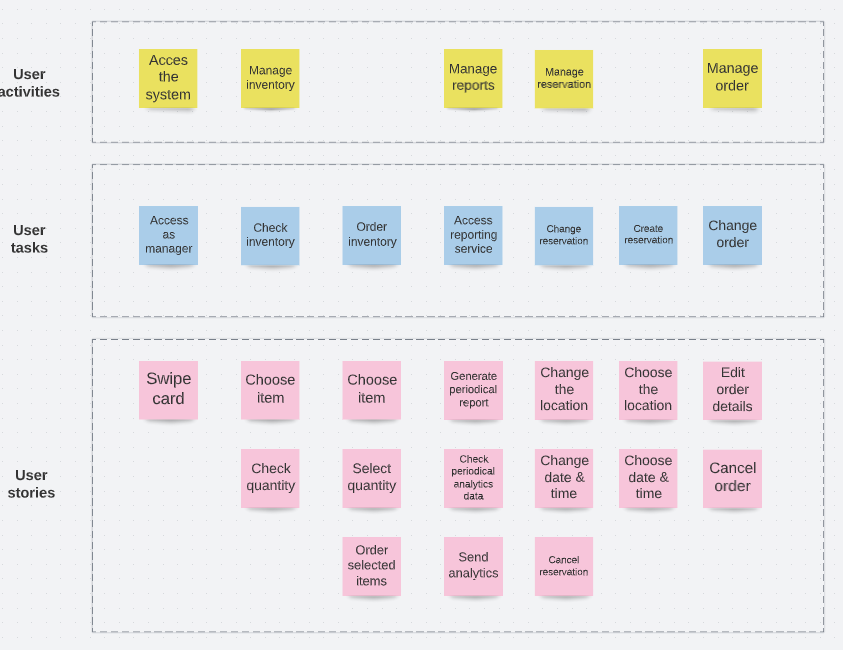 User
activities
Acces
the
system
Manage
inventory
Manage
reports
Manage
reservation
Manage
order
User
tasks
Access
as
manager
Check
inventory
Order
inventory
Access
reporting
service
Change
reservation
Create
reservation
Change
order
User
stories
Swipe
card
Choose
item
Choose
item
Generate
periodical
report
Change
the
location
Choose
the
location
Edit
order
details
Check
quantity
Select
quantity
Check
periodical
analytics
data
Change
date &
time
Choose
date &
time
Cancel
order
Order
selected
items
Send
analytics
Cancel
reservation